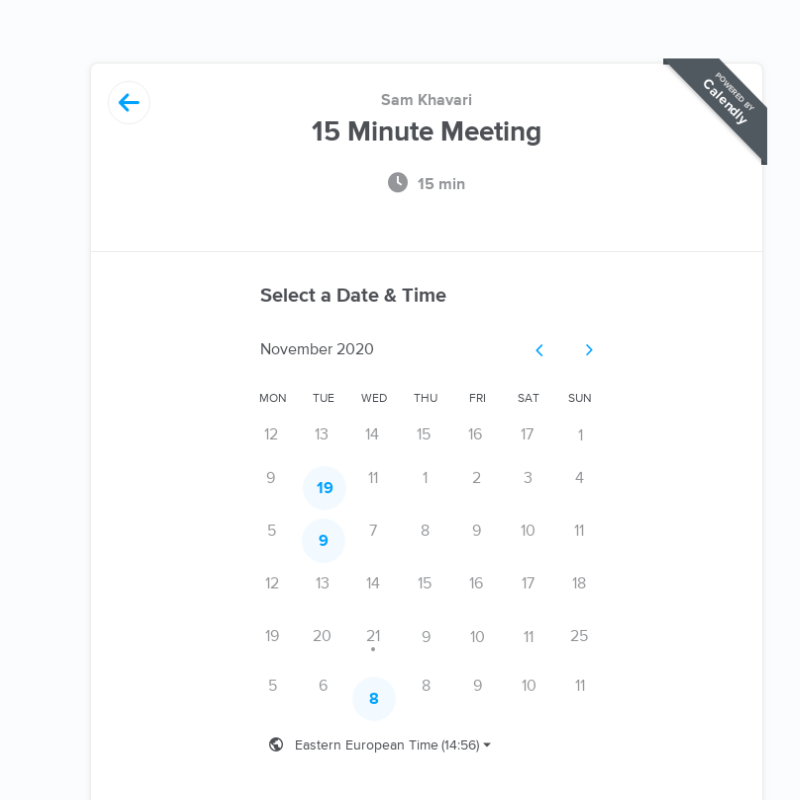 POWERED BY
Calendly
Sam Khavari
15 Minute Meeting
15 min
Select a Date & Time
November 2020
MON TUE WED THU FRI SAT SUN
12 13 14 15 16 17 1
9 19 11 1 2 3 4
5 9 7 8 9 10 11
12 13 14 15 16 17 18
19 20 21 9 10 11 25
5 6 8 8 9 10 11
Eastern European Time (14:56)